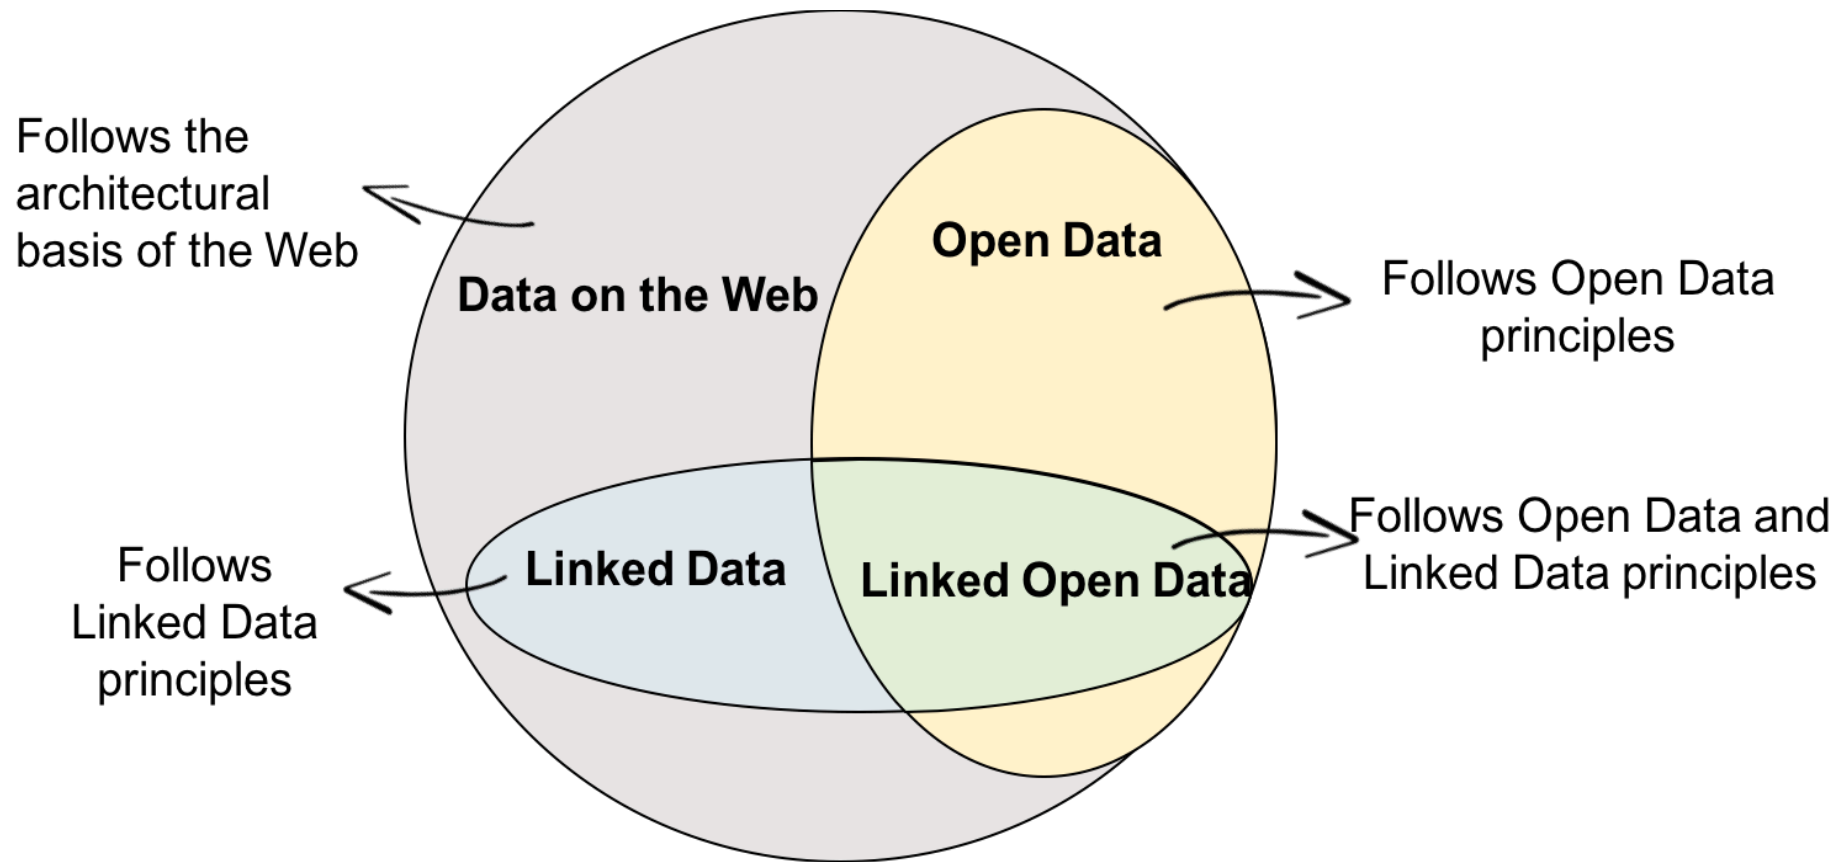 Follows the
architectural
basis of the Web
Data on the Web
Open Data
Follows Open Data
principles
Linked Data
Linked Open Data
Follows
Linked Data
principles
Follows Open Data and
Linked Data principles